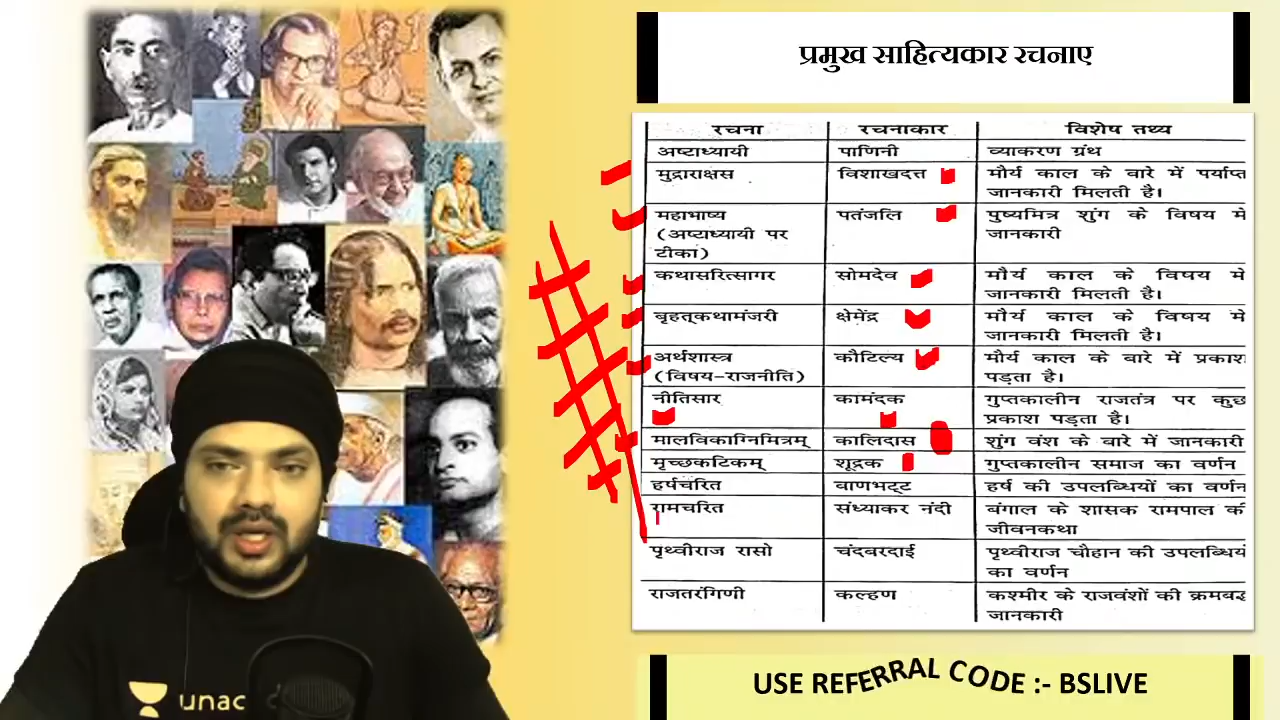 प्रमुख साहित्यकार रचनाए
रचना रचनाकार विशेष तथ्य
अष्टाध्यायी पाणिनी व्याकरण ग्रंथ
मुद्राराक्षस विशाखदत्त मौर्य काल के बारे में पर्याप्त
जानकारी मिलती है।
महाभाष्य पतंजलि पुष्यमित्र शुंग के विषय में
(अष्टाध्यायी पर जानकारी
टीका)
कथासरित्सागर सोमदेव मौर्य काल के विषय में
जानकारी मिलती है।
बृहत्कथामंजरी क्षेमेंद्र मौर्य काल के विषय में
जानकारी मिलती है।
अर्थशास्त्र कौटिल्य मौर्य काल के बारे में प्रकाश
(विषय-राजनीति) पड़ता है।
नीतिसार कामंदक गुप्तकालीन राजतंत्र पर कुछ
प्रकाश पड़ता है।
मालविकाग्निमित्रम् कालिदास शुंग वंश के बारे में जानकारी
मृच्छकटिकम् शूद्रक गुप्तकालीन समाज का वर्णन
हर्षचरित बाणभट्ट हर्ष की उपलब्धियों का वर्णन
रामचरित संध्याकर नंदी बंगाल के शासक रामपाल की
जीवनकथा
पृथ्वीराज रासो चंदबरदाई पृथ्वीराज चौहान की उपलब्धियों
का वर्णन
राजतरंगिणी कल्हण कश्मीर के राजवंशों की क्रमबद्ध
जानकारी
USE REFERRAL CODE :- BSLIVE
unac